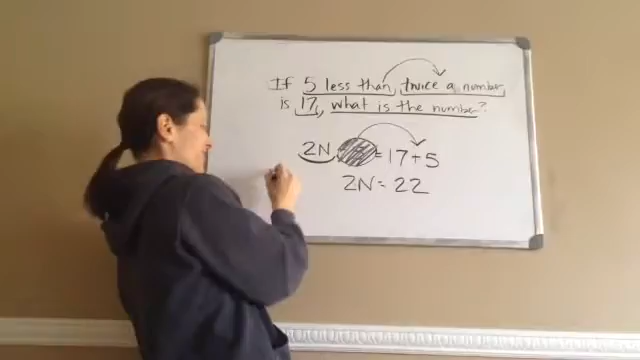 If 5 less than twice a number
is 17, what is the number?
2N = 17 + 5
2N = 22